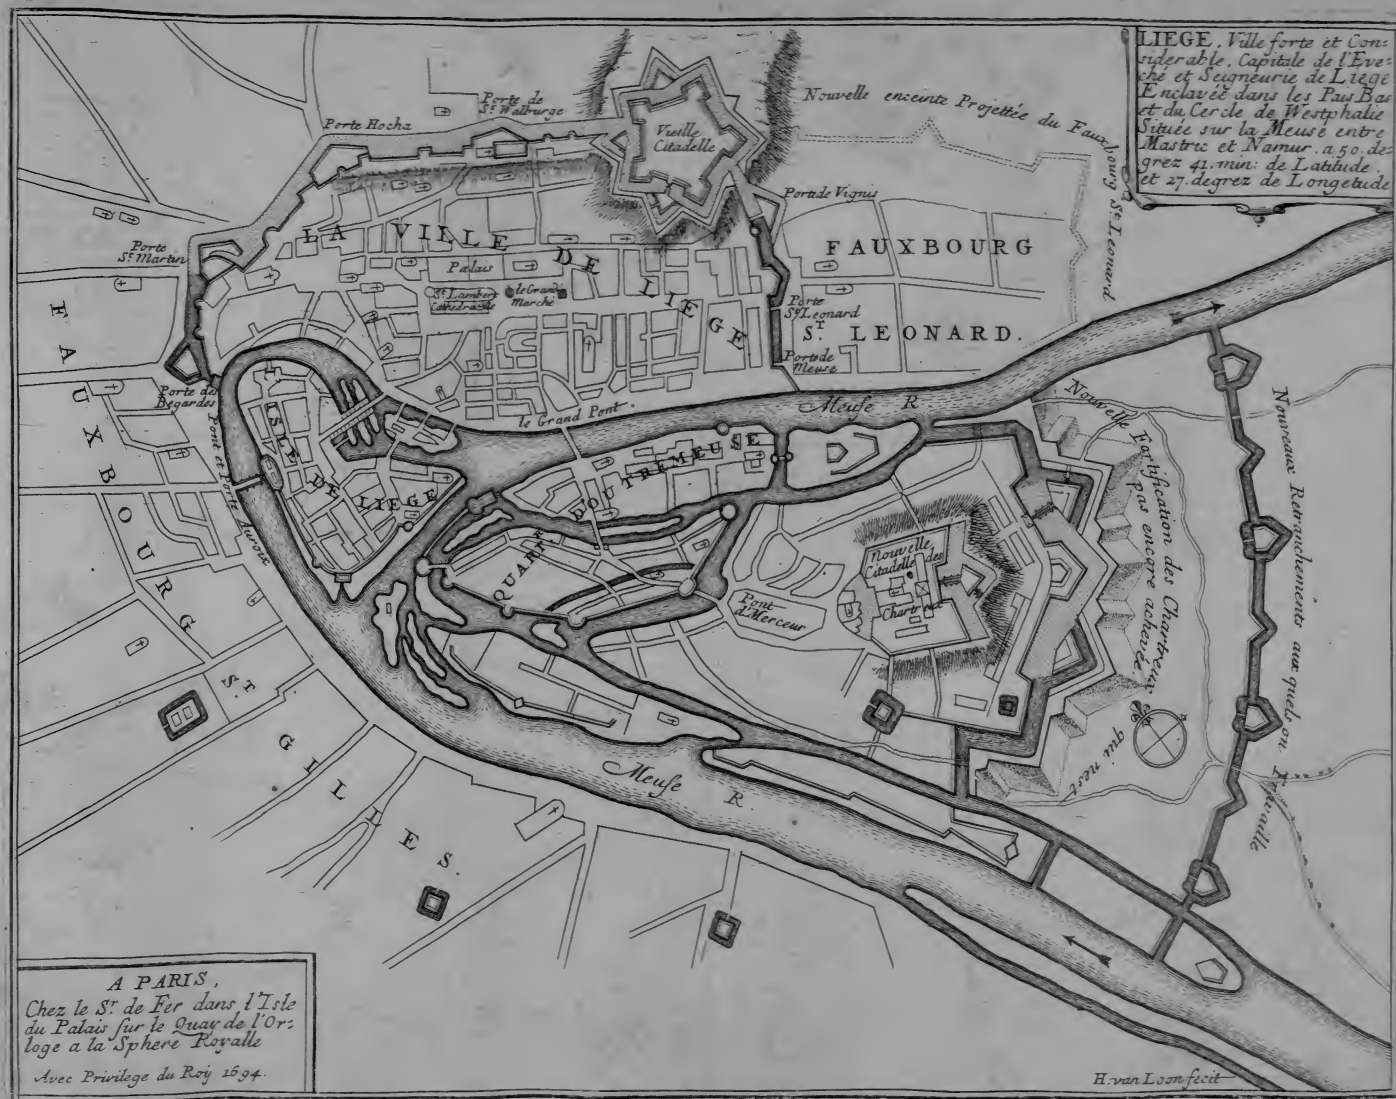 LIEGE, Ville forte et Con=
siderable, Capitale de l'Eve=
ché et Seigneurie de Liege
Enclavée dans les Pais Bas
et du Cercle de Westphalie
Située sur la Meuse entre
Mastric et Namur. a 50. de=
grez 41. min: de Latitude.
et 27. degrez de Longetude
Nouvelle enceinte Projettée du Fauxbourg St. Leonard
Porte de
St. Walburge
Porte Hocha
Vieille
Citadelle
Porte de Vignis
Porte
St. Martin
LA VILLE DE LIEGE
Palais
St. Lambert
Cathedralle
le Grand
Marché
FAUXBOURG
ST. LEONARD.
Porte
St. Leonard
Porte de
Meuse
Porte des
Begardes
Pont et Porte Aurote
le Grand Pont
Meuse R
ISLE DE LIEGE
QUART. D'OUTREMEUSE
Nouvelle Fortification des Chartreux qui nest
pas encore achevée
Nouveaux Retranchements aux quels on Travaille
Nouvelle
Citadelle des
Chartreux
Pont
d'Merceur
FAUXBOURG ST. GILLES
Meuse R.
A PARIS,
Chez le Sr. de Fer dans l'Isle
du Palais sur le Quay de l'Or=
loge a la Sphere Royalle
Avec Privilege du Roy 1694.
H. van Loon fecit